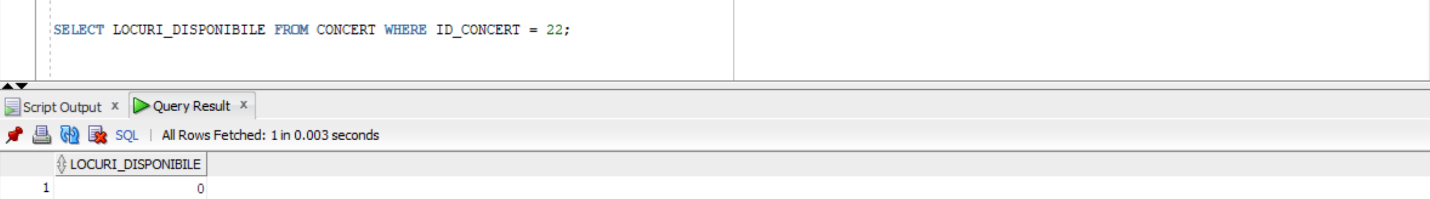 SELECT LOCURI_DISPONIBILE FROM CONCERT WHERE ID_CONCERT = 22;
Script Output x Query Result x
SQL | All Rows Fetched: 1 in 0.003 seconds
LOCURI_DISPONIBILE
1 0